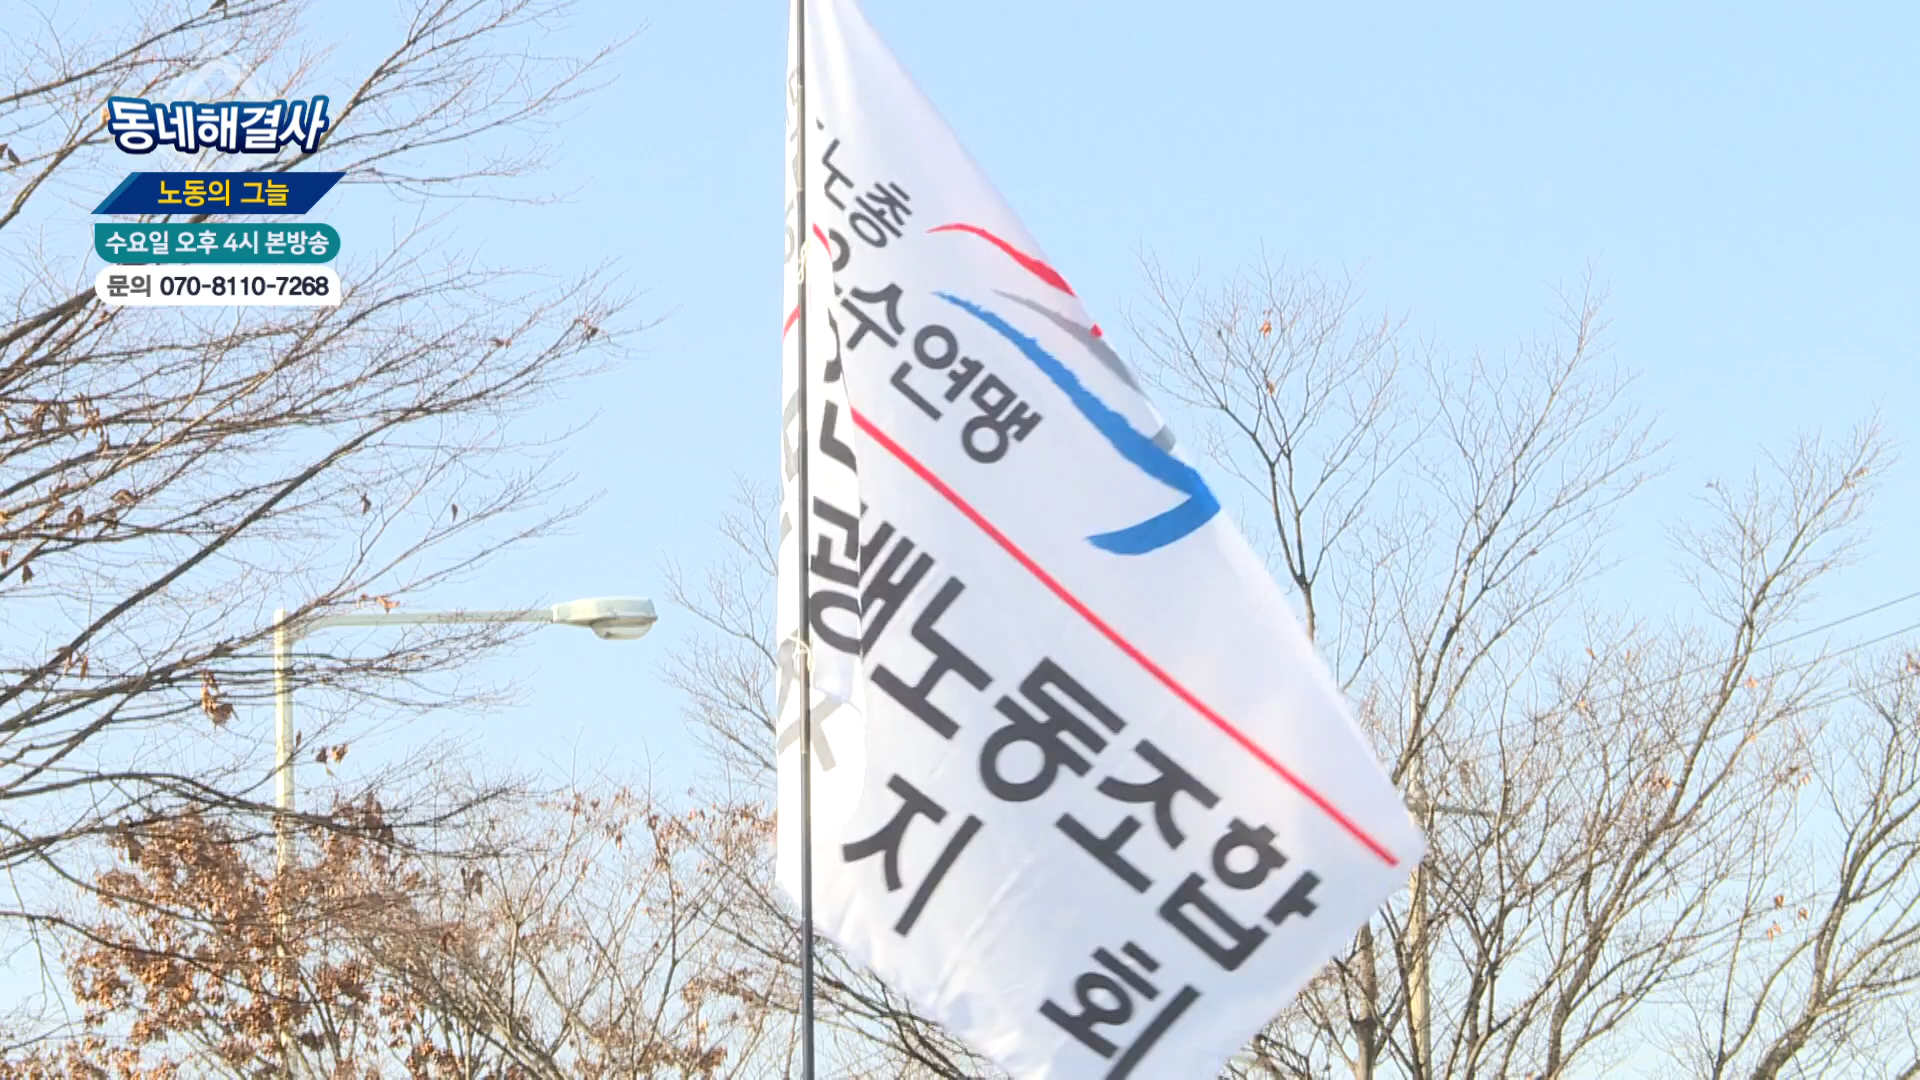 동네해결사
노동의 그늘
수요일 오후 4시 본방송
문의 070-8110-7268
노총
수연맹
노동조합
지회